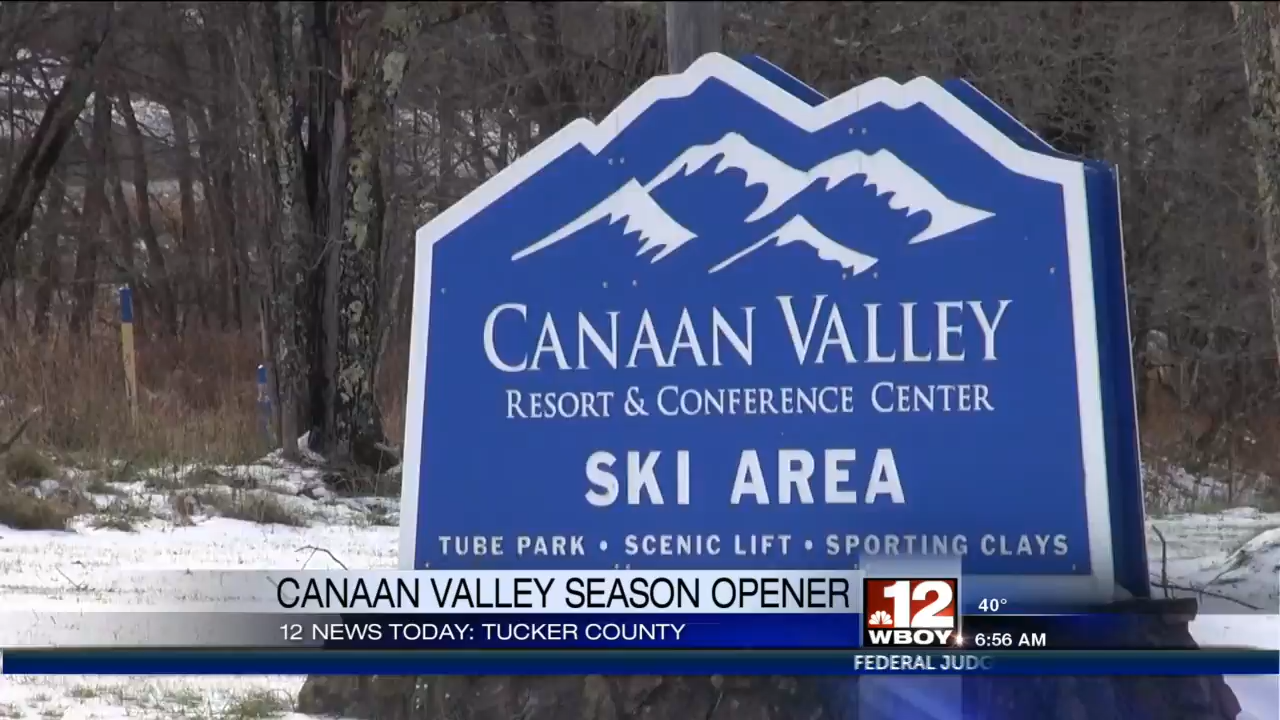 CANAAN VALLEY
RESORT & CONFERENCE CENTER
SKI AREA
TUBE PARK • SCENIC LIFT • SPORTING CLAYS
CANAAN VALLEY SEASON OPENER
12 NEWS TODAY: TUCKER COUNTY
12
WBOY
40°
6:56 AM
FEDERAL JUDG